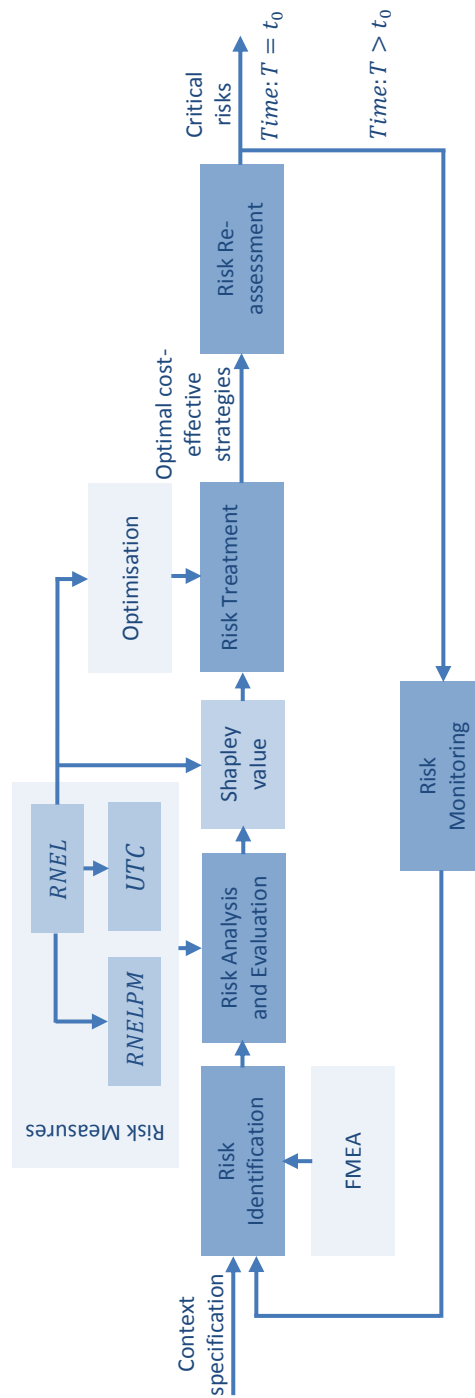 Risk Measures
RNEL
RNELPM
UTC
Optimisation
Context
specification
Risk
Identification
Risk Analysis
and Evaluation
Shapley
value
Risk Treatment
Optimal cost-
effective
strategies
Risk Re-
assessment
Critical
risks
Time: T = t₀
Time: T > t₀
FMEA
Risk
Monitoring